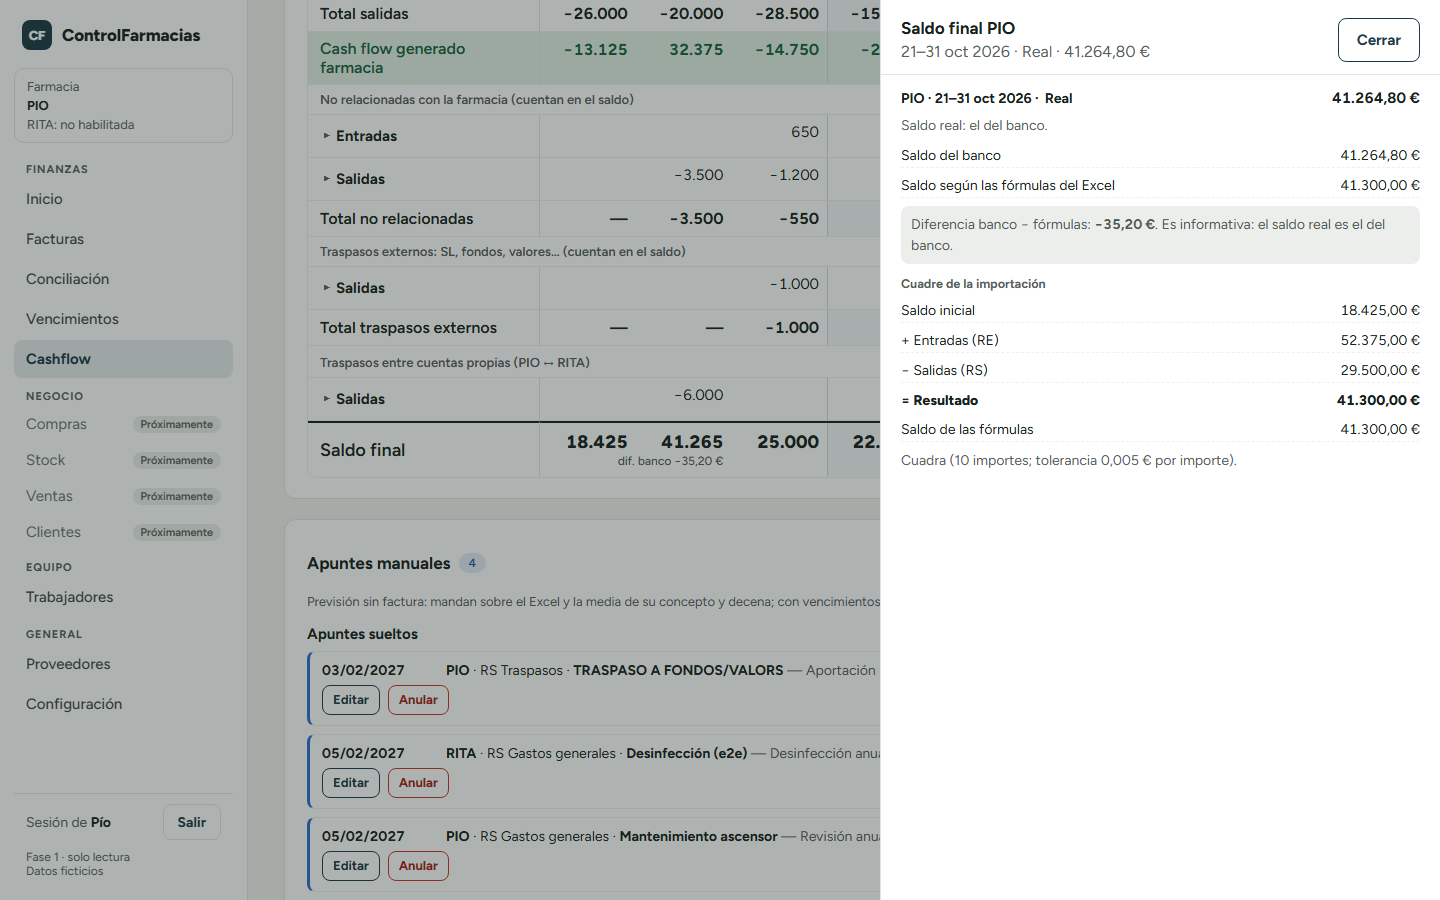 CF ControlFarmacias
Farmacia
PIO
RITA: no habilitada
FINANZAS
Inicio
Facturas
Conciliación
Vencimientos
Cashflow
NEGOCIO
Compras Próximamente
Stock Próximamente
Ventas Próximamente
Clientes Próximamente
EQUIPO
Trabajadores
GENERAL
Proveedores
Configuración
Sesión de Pío Salir
Fase 1 · solo lectura
Datos ficticios
Total salidas -26.000 -20.000 -28.500 -15
Cash flow generado -13.125 32.375 -14.750 -2
farmacia
No relacionadas con la farmacia (cuentan en el saldo)
▸ Entradas 650
▸ Salidas -3.500 -1.200
Total no relacionadas — -3.500 -550
Traspasos externos: SL, fondos, valores... (cuentan en el saldo)
▸ Salidas -1.000
Total traspasos externos — — -1.000
Traspasos entre cuentas propias (PIO ↔ RITA)
▸ Salidas -6.000
Saldo final 18.425 41.265 25.000 22.
dif. banco -35,20 €
Apuntes manuales 4
Previsión sin factura: mandan sobre el Excel y la media de su concepto y decena; con vencimientos
Apuntes sueltos
03/02/2027 PIO · RS Traspasos · TRASPASO A FONDOS/VALORS — Aportación
Editar Anular
05/02/2027 RITA · RS Gastos generales · Desinfección (e2e) — Desinfección anua
Editar Anular
05/02/2027 PIO · RS Gastos generales · Mantenimiento ascensor — Revisión anua
Editar Anular
Saldo final PIO
21–31 oct 2026 · Real · 41.264,80 €
Cerrar
PIO · 21–31 oct 2026 · Real 41.264,80 €
Saldo real: el del banco.
Saldo del banco 41.264,80 €
Saldo según las fórmulas del Excel 41.300,00 €
Diferencia banco − fórmulas: -35,20 €. Es informativa: el saldo real es el del
banco.
Cuadre de la importación
Saldo inicial 18.425,00 €
+ Entradas (RE) 52.375,00 €
− Salidas (RS) 29.500,00 €
= Resultado 41.300,00 €
Saldo de las fórmulas 41.300,00 €
Cuadra (10 importes; tolerancia 0,005 € por importe).